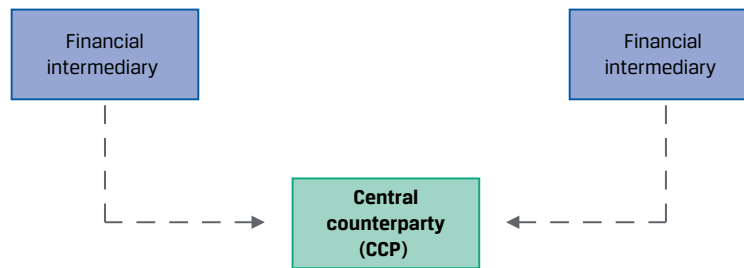 Financial
intermediary
Financial
intermediary
Central
counterparty
(CCP)